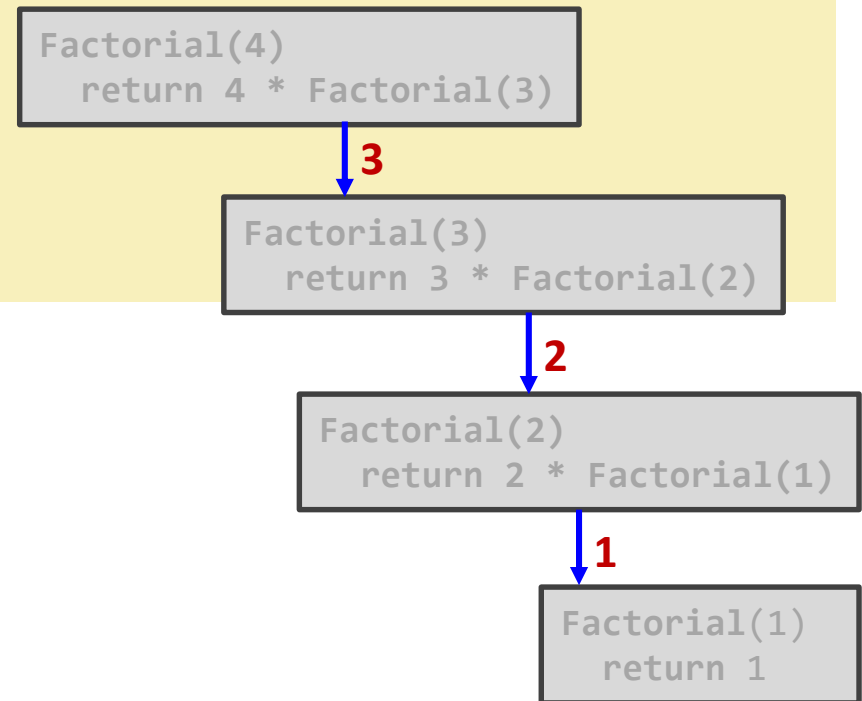 Factorial(4)
return 4 * Factorial(3)
3
Factorial(3)
return 3 * Factorial(2)
2
Factorial(2)
return 2 * Factorial(1)
1
Factorial(1)
return 1